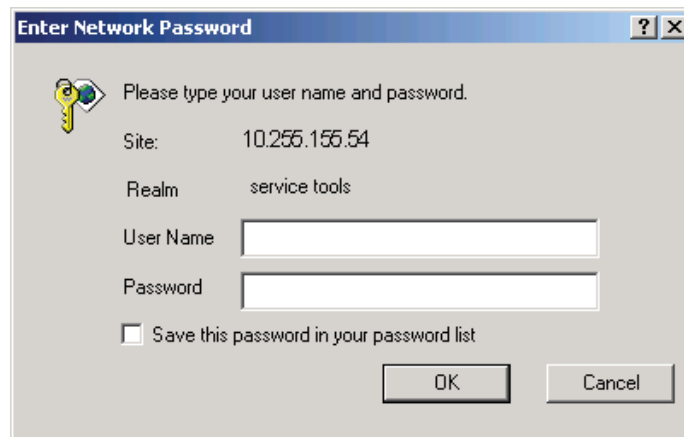 Enter Network Password
Please type your user name and password.
Site: 10.255.155.54
Realm service tools
User Name
Password
Save this password in your password list
OK Cancel